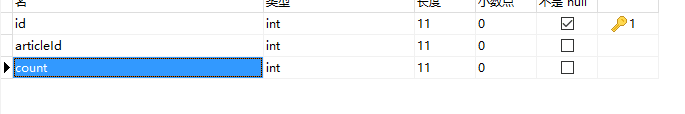 名 类型 长度 小数点 不是 null
id int 11 0 1
articleId int 11 0
count int 11 0